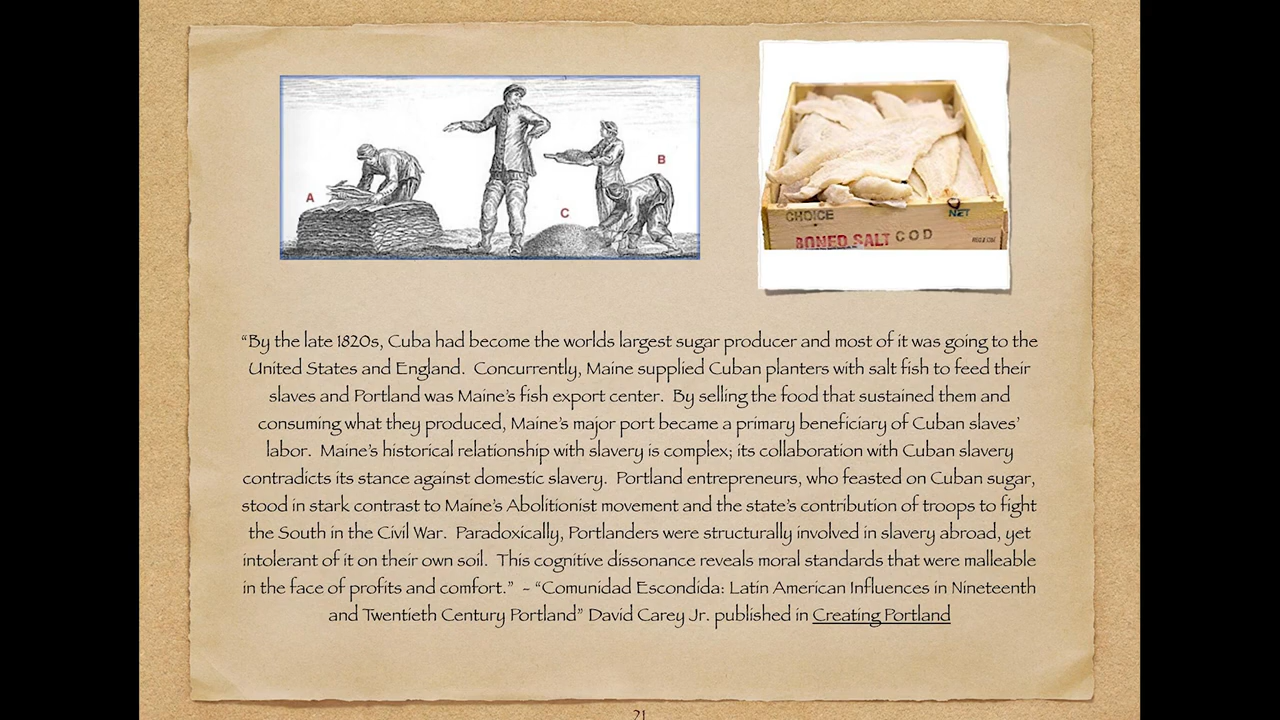 A
B
C
CHOICE
NET
BONED SALT COD
“By the late 1820s, Cuba had become the worlds largest sugar producer and most of it was going to the
United States and England. Concurrently, Maine supplied Cuban planters with salt fish to feed their
slaves and Portland was Maine’s fish export center. By selling the food that sustained them and
consuming what they produced, Maine’s major port became a primary beneficiary of Cuban slaves’
labor. Maine’s historical relationship with slavery is complex; its collaboration with Cuban slavery
contradicts its stance against domestic slavery. Portland entrepreneurs, who feasted on Cuban sugar,
stood in stark contrast to Maine’s Abolitionist movement and the state’s contribution of troops to fight
the South in the Civil War. Paradoxically, Portlanders were structurally involved in slavery abroad, yet
intolerant of it on their own soil. This cognitive dissonance reveals moral standards that were malleable
in the face of profits and comfort.” - “Comunidad Escondida: Latin American Influences in Nineteenth
and Twentieth Century Portland” David Carey Jr. published in Creating Portland
21